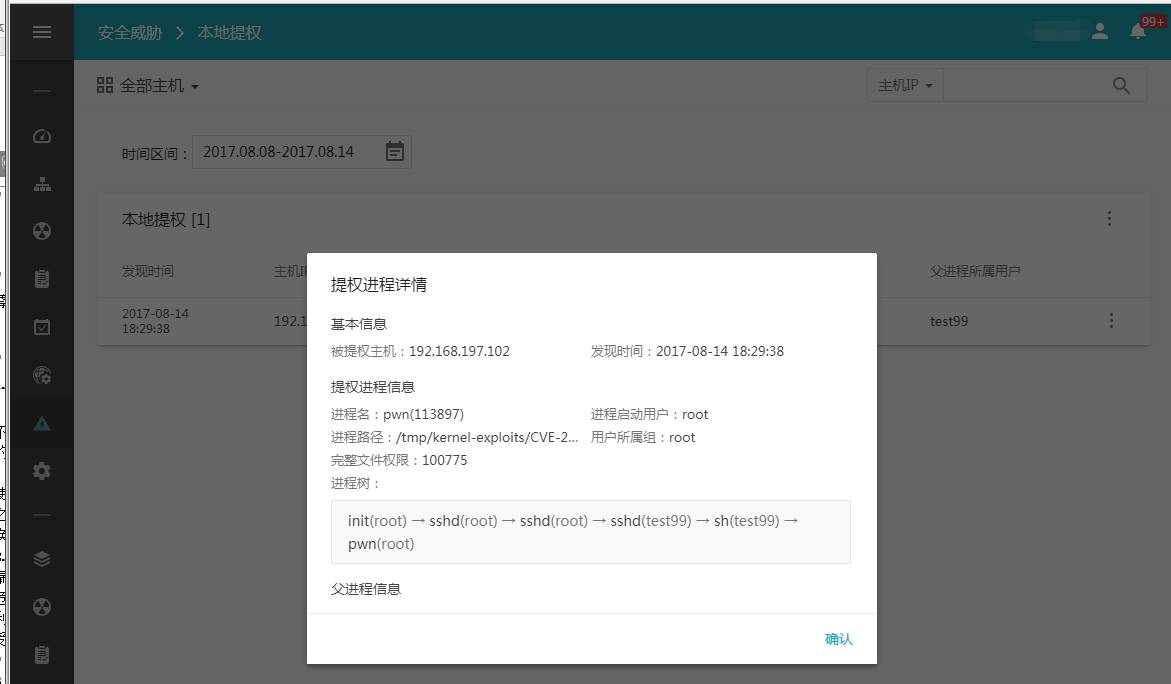 安全威胁 > 本地提权
99+
全部主机
主机IP
时间区间：2017.08.08-2017.08.14
本地提权 [1]
发现时间 主机IP 父进程所属用户
2017-08-14
18:29:38
192.1 test99
提权进程详情
基本信息
被提权主机：192.168.197.102 发现时间：2017-08-14 18:29:38
提权进程信息
进程名：pwn(113897) 进程启动用户：root
进程路径：/tmp/kernel-exploits/CVE-2... 用户所属组：root
完整文件权限：100775
进程树：
init(root) → sshd(root) → sshd(root) → sshd(test99) → sh(test99) →
pwn(root)
父进程信息
确认